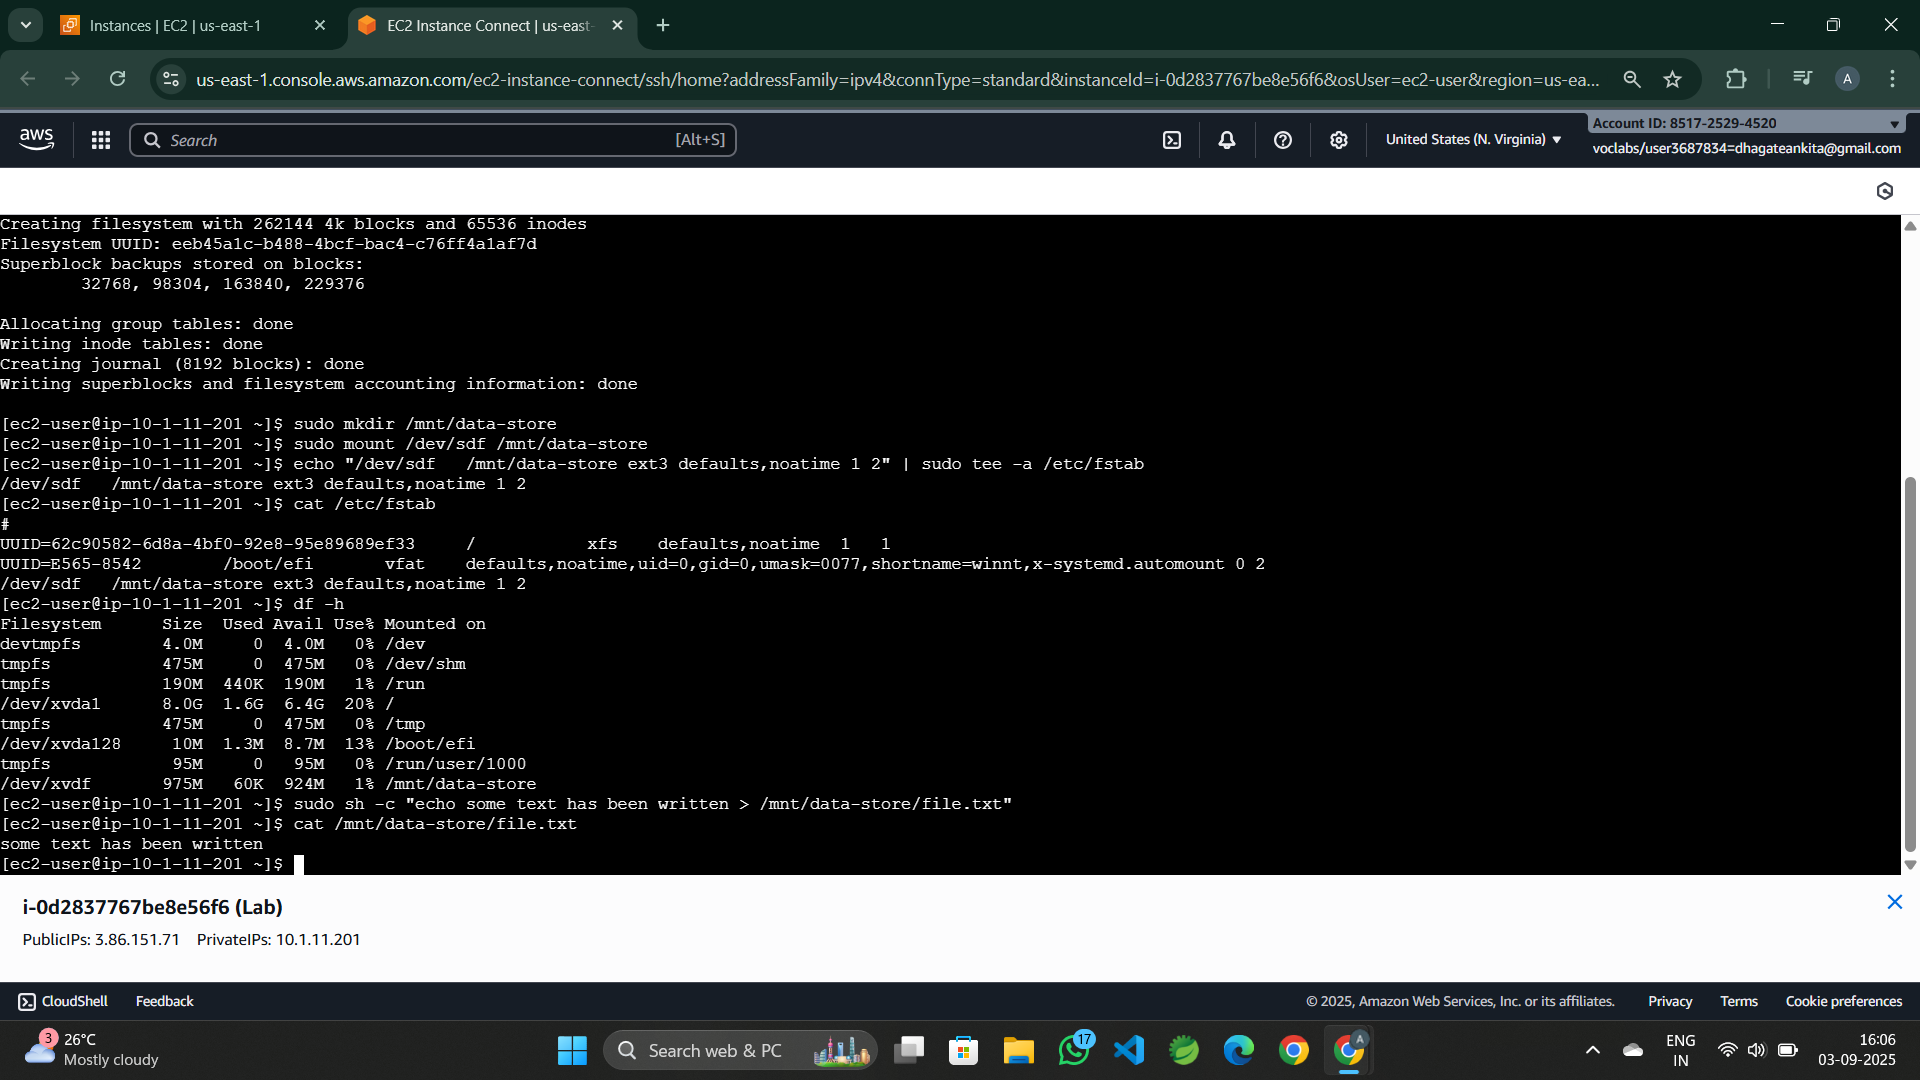 Instances | EC2 | us-east-1
EC2 Instance Connect | us-east-
us-east-1.console.aws.amazon.com/ec2-instance-connect/ssh/home?addressFamily=ipv4&connType=standard&instanceId=i-0d2837767be8e56f6&osUser=ec2-user&region=us-ea...
A
aws
Search [Alt+S]
United States (N. Virginia)
Account ID: 8517-2529-4520
voclabs/user3687834=dhagateankita@gmail.com
Creating filesystem with 262144 4k blocks and 65536 inodes
Filesystem UUID: eeb45a1c-b488-4bcf-bac4-c76ff4a1af7d
Superblock backups stored on blocks:
        32768, 98304, 163840, 229376
Allocating group tables: done
Writing inode tables: done
Creating journal (8192 blocks): done
Writing superblocks and filesystem accounting information: done
[ec2-user@ip-10-1-11-201 ~]$ sudo mkdir /mnt/data-store
[ec2-user@ip-10-1-11-201 ~]$ sudo mount /dev/sdf /mnt/data-store
[ec2-user@ip-10-1-11-201 ~]$ echo "/dev/sdf   /mnt/data-store ext3 defaults,noatime 1 2" | sudo tee -a /etc/fstab
/dev/sdf   /mnt/data-store ext3 defaults,noatime 1 2
[ec2-user@ip-10-1-11-201 ~]$ cat /etc/fstab
#
UUID=62c90582-6d8a-4bf0-92e8-95e89689ef33     /           xfs    defaults,noatime  1   1
UUID=E565-8542        /boot/efi       vfat    defaults,noatime,uid=0,gid=0,umask=0077,shortname=winnt,x-systemd.automount 0 2
/dev/sdf   /mnt/data-store ext3 defaults,noatime 1 2
[ec2-user@ip-10-1-11-201 ~]$ df -h
Filesystem      Size  Used Avail Use% Mounted on
devtmpfs        4.0M     0  4.0M   0% /dev
tmpfs           475M     0  475M   0% /dev/shm
tmpfs           190M  440K  190M   1% /run
/dev/xvda1      8.0G  1.6G  6.4G  20% /
tmpfs           475M     0  475M   0% /tmp
/dev/xvda128     10M  1.3M  8.7M  13% /boot/efi
tmpfs            95M     0   95M   0% /run/user/1000
/dev/xvdf       975M   60K  924M   1% /mnt/data-store
[ec2-user@ip-10-1-11-201 ~]$ sudo sh -c "echo some text has been written > /mnt/data-store/file.txt"
[ec2-user@ip-10-1-11-201 ~]$ cat /mnt/data-store/file.txt
some text has been written
[ec2-user@ip-10-1-11-201 ~]$
i-0d2837767be8e56f6 (Lab)
PublicIPs: 3.86.151.71 PrivateIPs: 10.1.11.201
CloudShell Feedback © 2025, Amazon Web Services, Inc. or its affiliates. Privacy Terms Cookie preferences
3
26°C
Mostly cloudy
Search web & PC
17
A
ENG
IN
16:06
03-09-2025